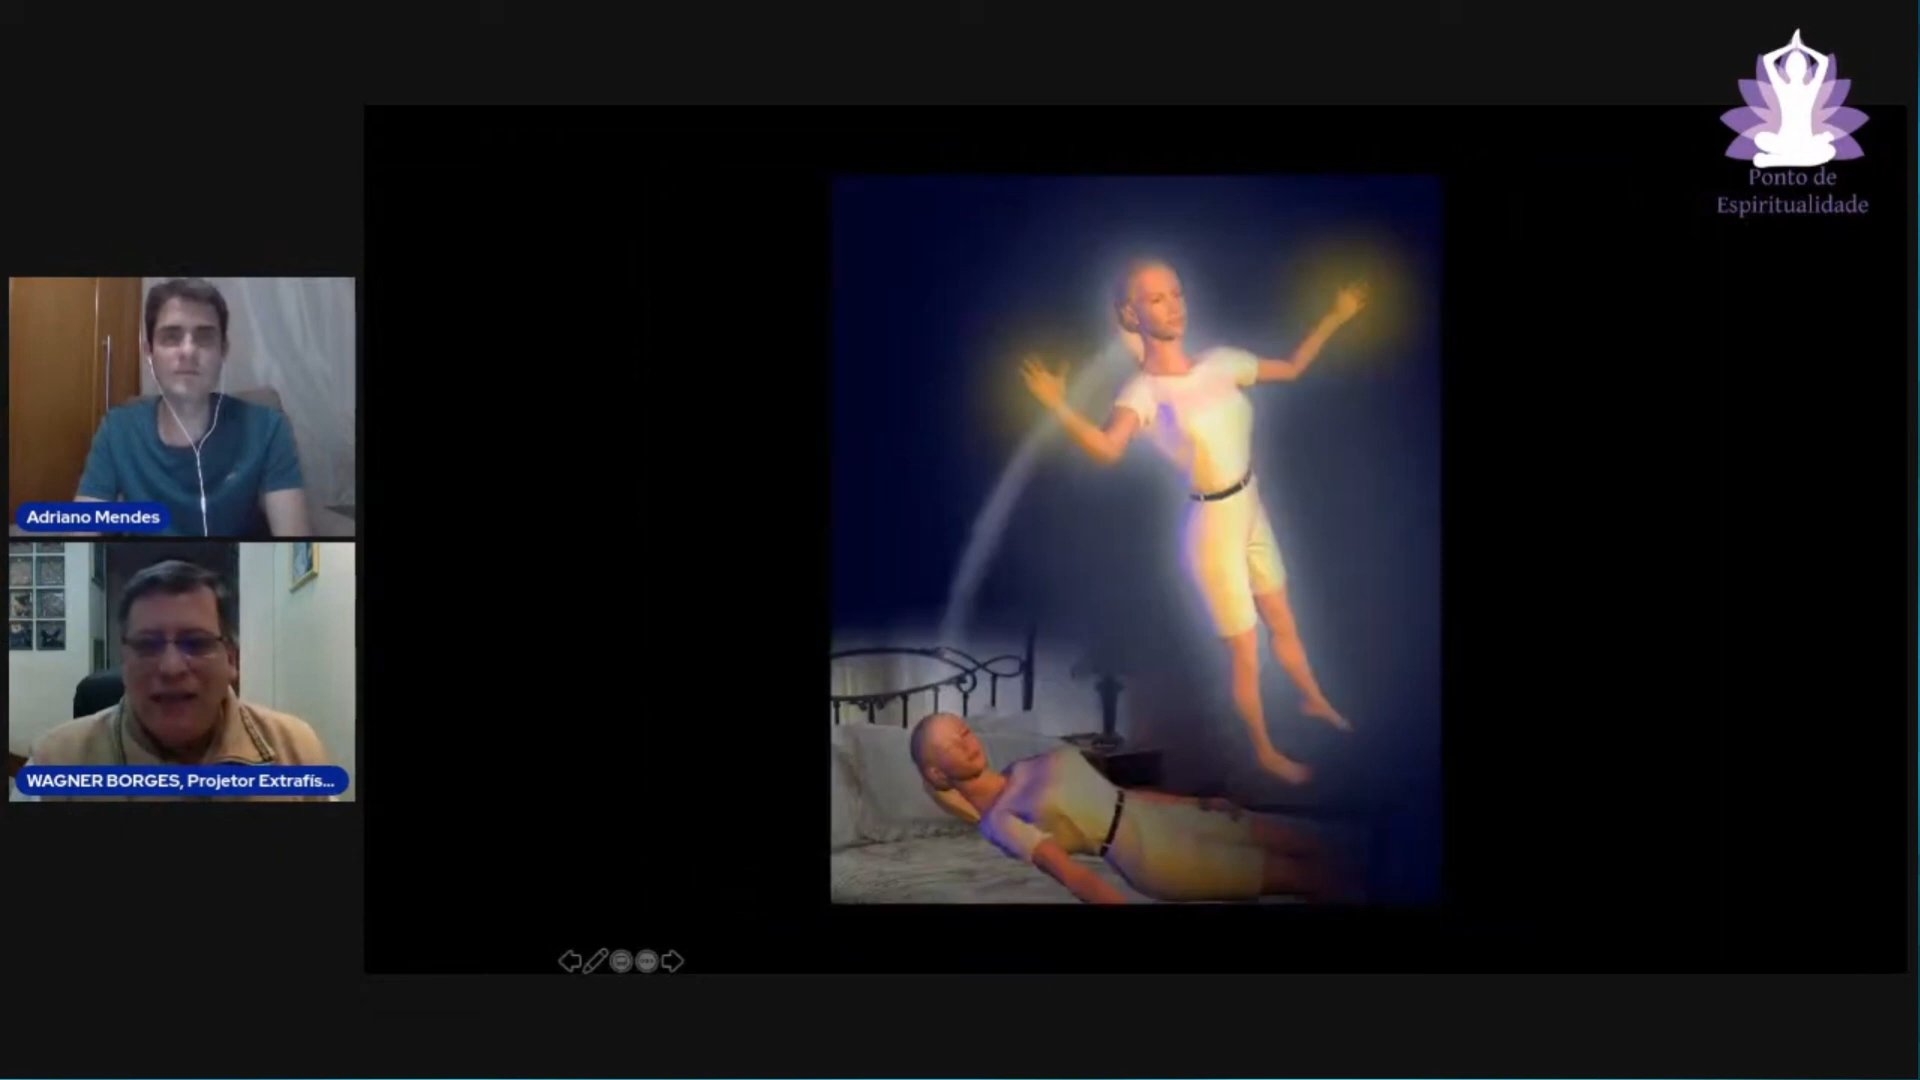 Ponto de
Espiritualidade
Adriano Mendes
WAGNER BORGES, Projetor Extrafís...